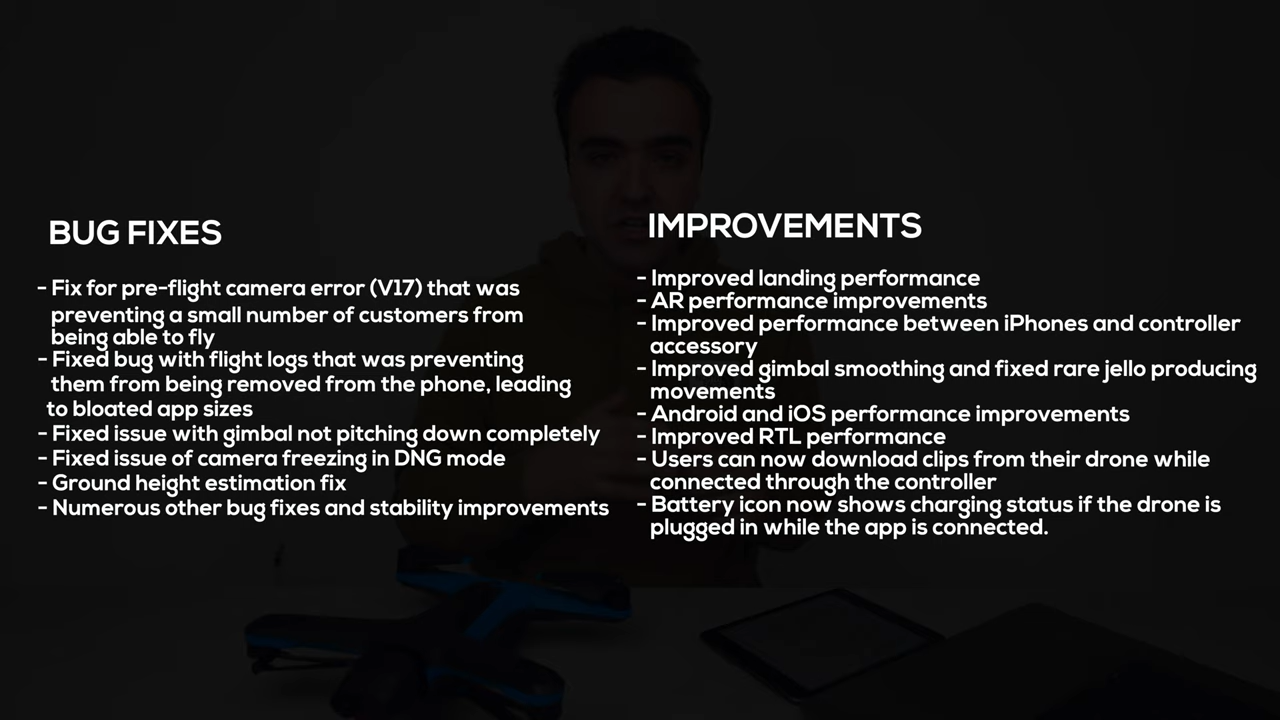 BUG FIXES
- Fix for pre-flight camera error (V17) that was
preventing a small number of customers from
being able to fly
- Fixed bug with flight logs that was preventing
them from being removed from the phone, leading
to bloated app sizes
- Fixed issue with gimbal not pitching down completely
- Fixed issue of camera freezing in DNG mode
- Ground height estimation fix
- Numerous other bug fixes and stability improvements
IMPROVEMENTS
- Improved landing performance
- AR performance improvements
- Improved performance between iPhones and controller
accessory
- Improved gimbal smoothing and fixed rare jello producing
movements
- Android and iOS performance improvements
- Improved RTL performance
- Users can now download clips from their drone while
connected through the controller
- Battery icon now shows charging status if the drone is
plugged in while the app is connected.